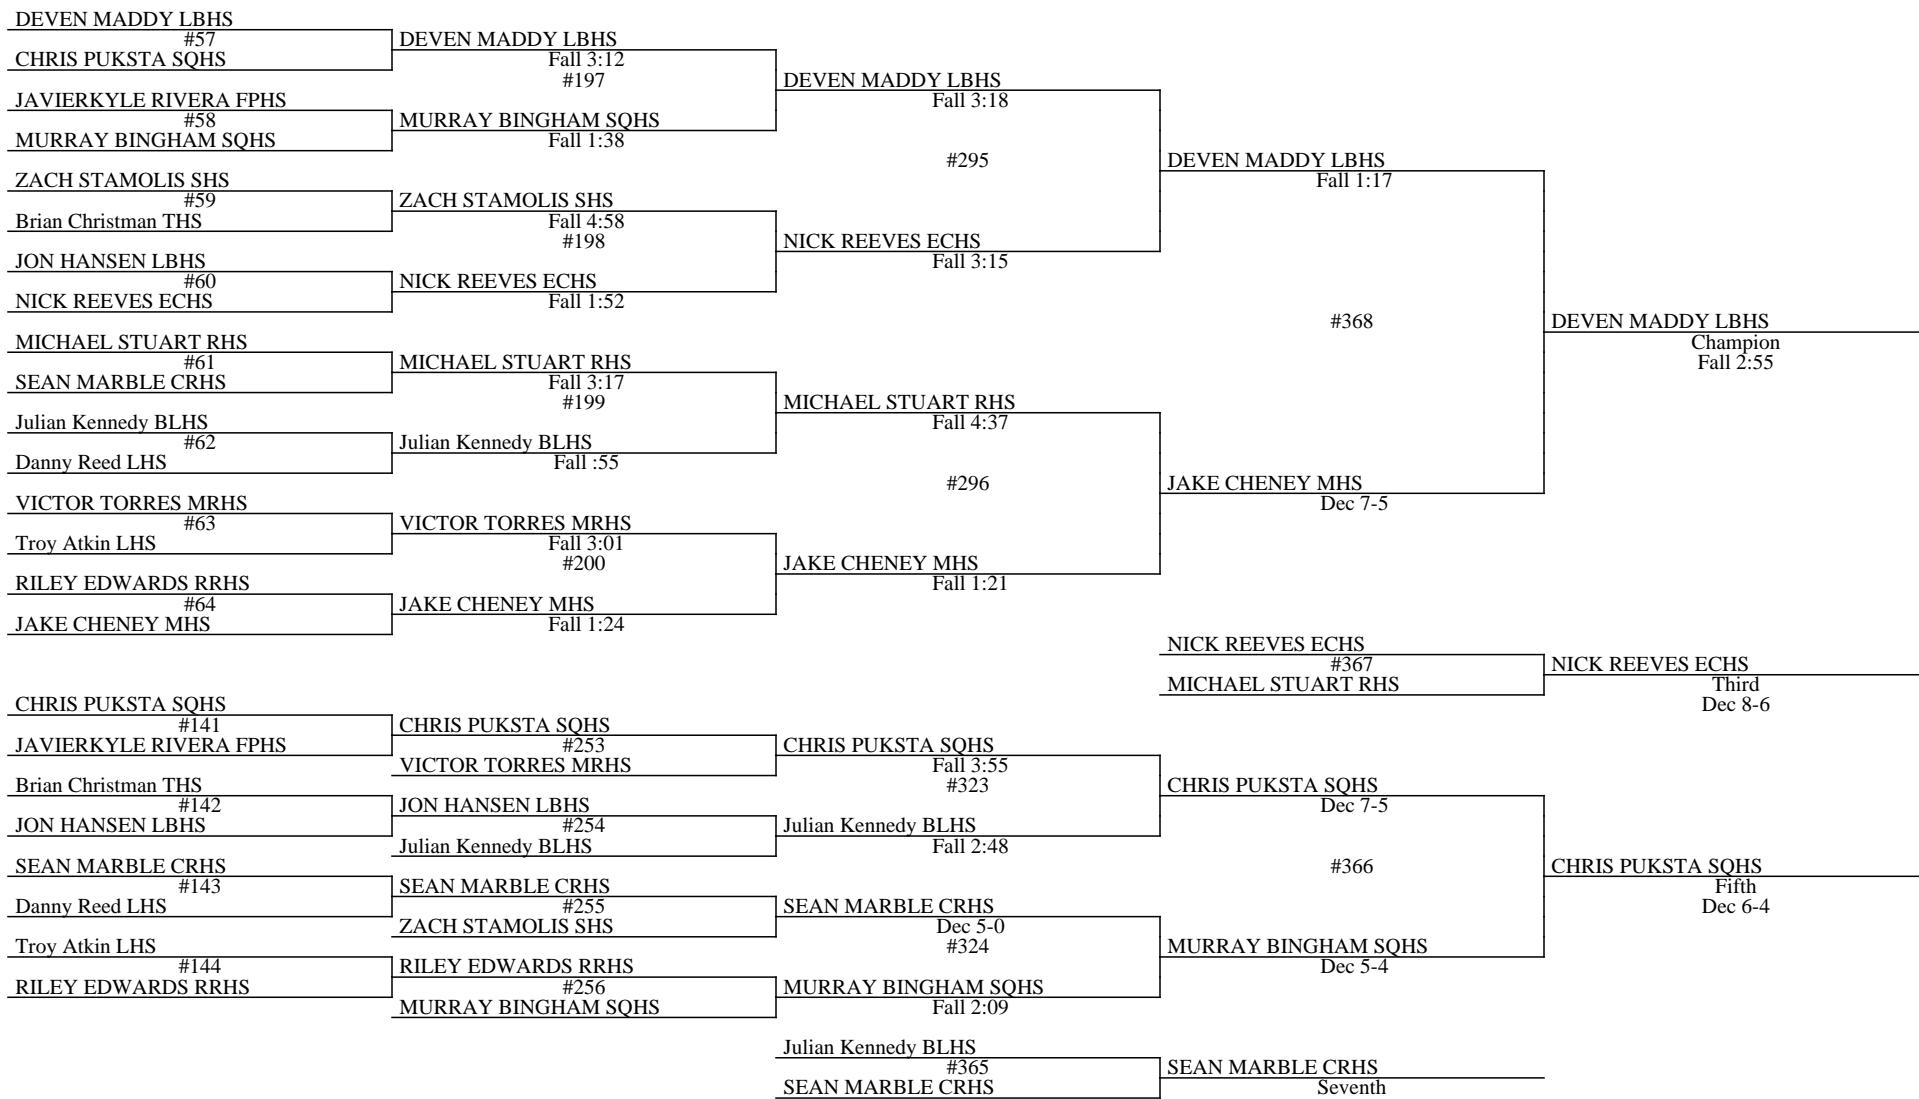 DEVEN MADDY LBHS
#57
CHRIS PUKSTA SQHS
JAVIERKYLE RIVERA FPHS
#58
MURRAY BINGHAM SQHS
ZACH STAMOLIS SHS
#59
Brian Christman THS
JON HANSEN LBHS
#60
NICK REEVES ECHS
MICHAEL STUART RHS
#61
SEAN MARBLE CRHS
Julian Kennedy BLHS
#62
Danny Reed LHS
VICTOR TORRES MRHS
#63
Troy Atkin LHS
RILEY EDWARDS RRHS
#64
JAKE CHENEY MHS
DEVEN MADDY LBHS
Fall 3:12
#197
MURRAY BINGHAM SQHS
Fall 1:38
ZACH STAMOLIS SHS
Fall 4:58
#198
NICK REEVES ECHS
Fall 1:52
MICHAEL STUART RHS
Fall 3:17
#199
Julian Kennedy BLHS
Fall :55
VICTOR TORRES MRHS
Fall 3:01
#200
JAKE CHENEY MHS
Fall 1:24
DEVEN MADDY LBHS
Fall 3:18
#295
NICK REEVES ECHS
Fall 3:15
MICHAEL STUART RHS
Fall 4:37
#296
JAKE CHENEY MHS
Fall 1:21
DEVEN MADDY LBHS
Fall 1:17
#368
JAKE CHENEY MHS
Dec 7-5
DEVEN MADDY LBHS
Champion
Fall 2:55
NICK REEVES ECHS
#367
MICHAEL STUART RHS
NICK REEVES ECHS
Third
Dec 8-6
CHRIS PUKSTA SQHS
#141
JAVIERKYLE RIVERA FPHS
Brian Christman THS
#142
JON HANSEN LBHS
SEAN MARBLE CRHS
#143
Danny Reed LHS
Troy Atkin LHS
#144
RILEY EDWARDS RRHS
CHRIS PUKSTA SQHS
#253
VICTOR TORRES MRHS
JON HANSEN LBHS
#254
Julian Kennedy BLHS
SEAN MARBLE CRHS
#255
ZACH STAMOLIS SHS
RILEY EDWARDS RRHS
#256
MURRAY BINGHAM SQHS
CHRIS PUKSTA SQHS
Fall 3:55
#323
Julian Kennedy BLHS
Fall 2:48
SEAN MARBLE CRHS
Dec 5-0
#324
MURRAY BINGHAM SQHS
Fall 2:09
CHRIS PUKSTA SQHS
Dec 7-5
#366
MURRAY BINGHAM SQHS
Dec 5-4
CHRIS PUKSTA SQHS
Fifth
Dec 6-4
Julian Kennedy BLHS
#365
SEAN MARBLE CRHS
SEAN MARBLE CRHS
Seventh